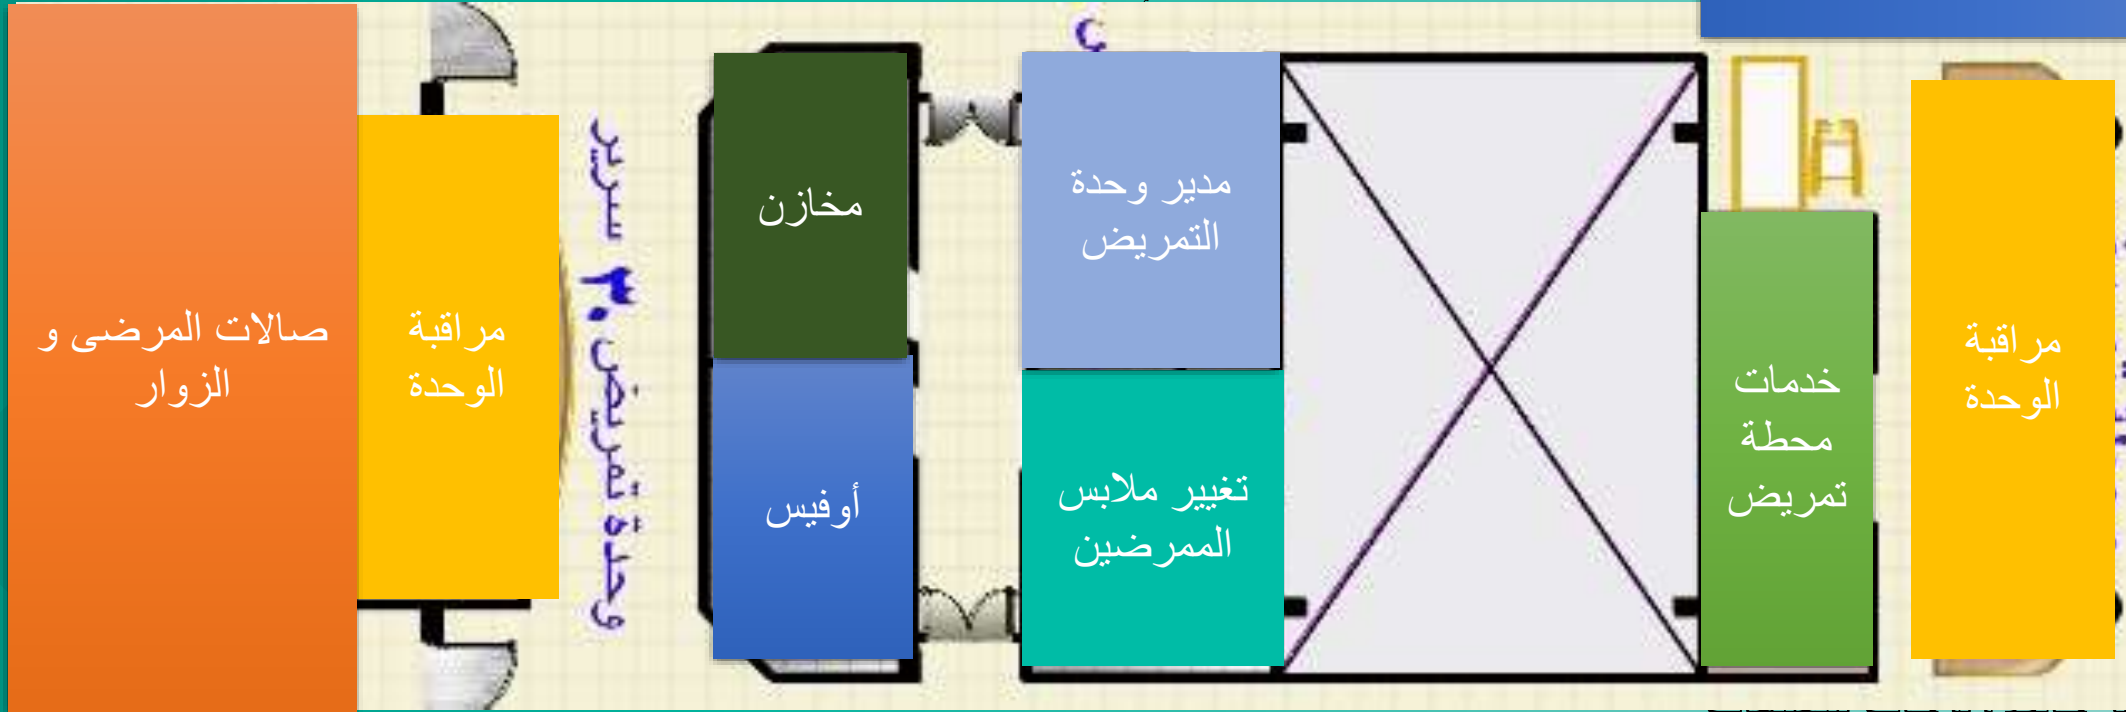 صالات المرضى و
الزوار
مراقبة
الوحدة
وحدة تمريض ٣٠ سرير
مخازن
أوفيس
مدير وحدة
التمريض
تغيير ملابس
الممرضين
خدمات
محطة
تمريض
مراقبة
الوحدة